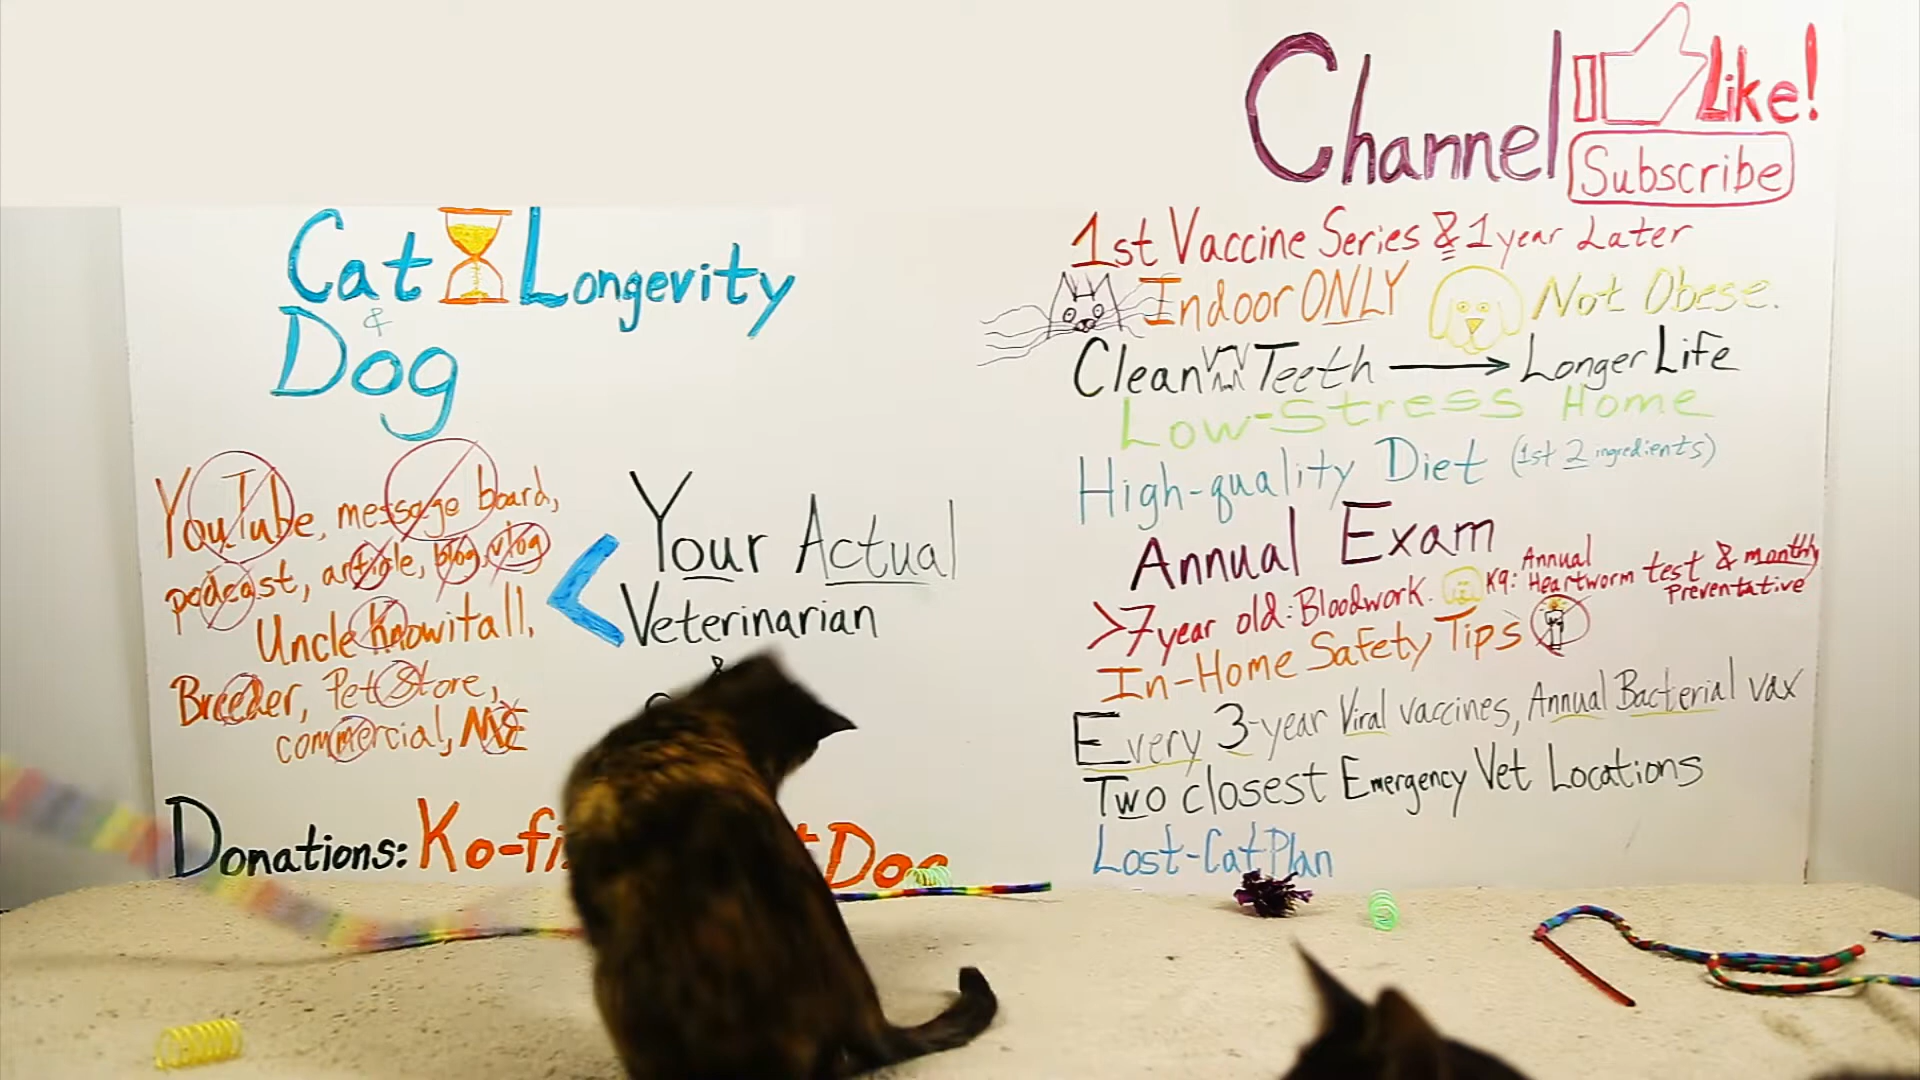 Channel
Like!
Subscribe
Cat Longevity
&
Dog
YouTube, message board,
podcast, article, blog, vlog
Uncle Knowitall,
Breeder, Pet Store,
commercial, ME
Your Actual
Veterinarian
&
Donations: Ko-fi
Dog
1st Vaccine Series & 1 year Later
Indoor ONLY
Not Obese.
Clean Teeth → Longer Life
Low-Stress Home
High-quality Diet (1st 2 ingredients)
Annual Exam
>7 year old: Bloodwork.
K9: Annual Heartworm test & monthly
Preventative
In-Home Safety Tips
Every 3-year Viral vaccines, Annual Bacterial vax
Two closest Emergency Vet Locations
Lost-Cat Plan